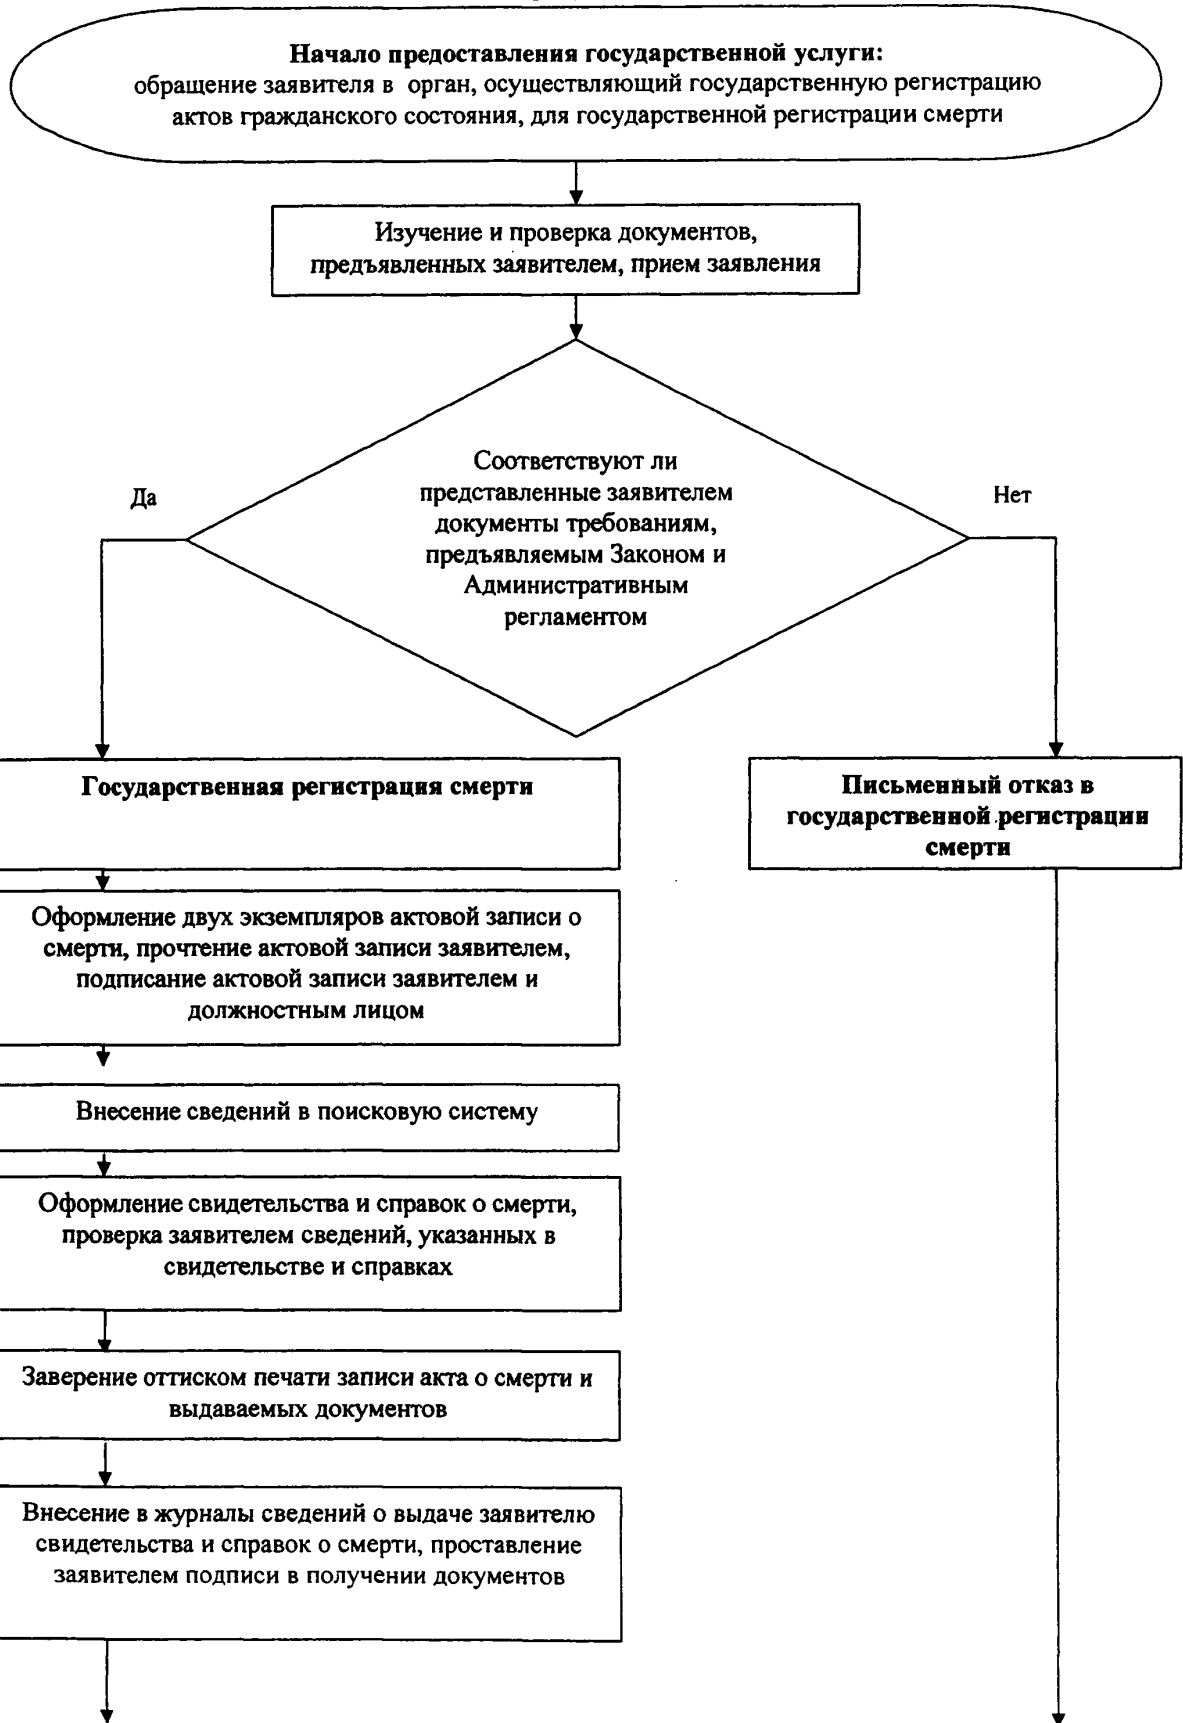 Начало предоставления государственной услуги:
обращение заявителя в орган, осуществляющий государственную регистрацию
актов гражданского состояния, для государственной регистрации смерти
Изучение и проверка документов,
предъявленных заявителем, прием заявления
Соответствуют ли
представленные заявителем
документы требованиям,
предъявляемым Законом и
Административным
регламентом
Да
Нет
Государственная регистрация смерти
Письменный отказ в
государственной регистрации
смерти
Оформление двух экземпляров актовой записи о
смерти, прочтение актовой записи заявителем,
подписание актовой записи заявителем и
должностным лицом
Внесение сведений в поисковую систему
Оформление свидетельства и справок о смерти,
проверка заявителем сведений, указанных в
свидетельстве и справках
Заверение оттиском печати записи акта о смерти и
выдаваемых документов
Внесение в журналы сведений о выдаче заявителю
свидетельства и справок о смерти, проставление
заявителем подписи в получении документов